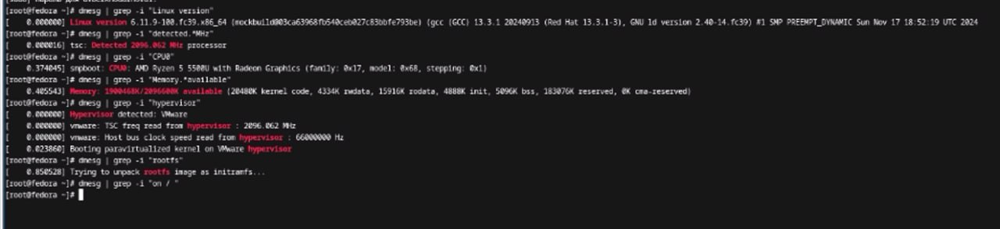 [root@fedora ~]# dmesg | grep -i "Linux version"
[    0.000000] Linux version 6.11.9-100.fc39.x86_64 (mockbuild@03ca63968fb540ceb027c83bbfe793be) (gcc (GCC) 13.3.1 20240913 (Red Hat 13.3.1-3), GNU ld version 2.40-14.fc39) #1 SMP PREEMPT_DYNAMIC Sun Nov 17 18:52:19 UTC 2024
[root@fedora ~]# dmesg | grep -i "detected.*MHz"
[    0.000016] tsc: Detected 2096.062 MHz processor
[root@fedora ~]# dmesg | grep -i "CPU0"
[    0.374045] smpboot: CPU0: AMD Ryzen 5 5500U with Radeon Graphics (family: 0x17, model: 0x68, stepping: 0x1)
[root@fedora ~]# dmesg | grep -i "Memory.*available"
[    0.405543] Memory: 1900468K/2096600K available (20480K kernel code, 4334K rwdata, 15916K rodata, 4888K init, 5096K bss, 183076K reserved, 0K cma-reserved)
[root@fedora ~]# dmesg | grep -i "hypervisor"
[    0.000000] Hypervisor detected: VMware
[    0.000000] vmware: TSC freq read from hypervisor : 2096.062 MHz
[    0.000000] vmware: Host bus clock speed read from hypervisor : 66000000 Hz
[    0.023860] Booting paravirtualized kernel on VMware hypervisor
[root@fedora ~]# dmesg | grep -i "rootfs"
[    0.850528] Trying to unpack rootfs image as initramfs...
[root@fedora ~]# dmesg | grep -i "on / "
[root@fedora ~]#